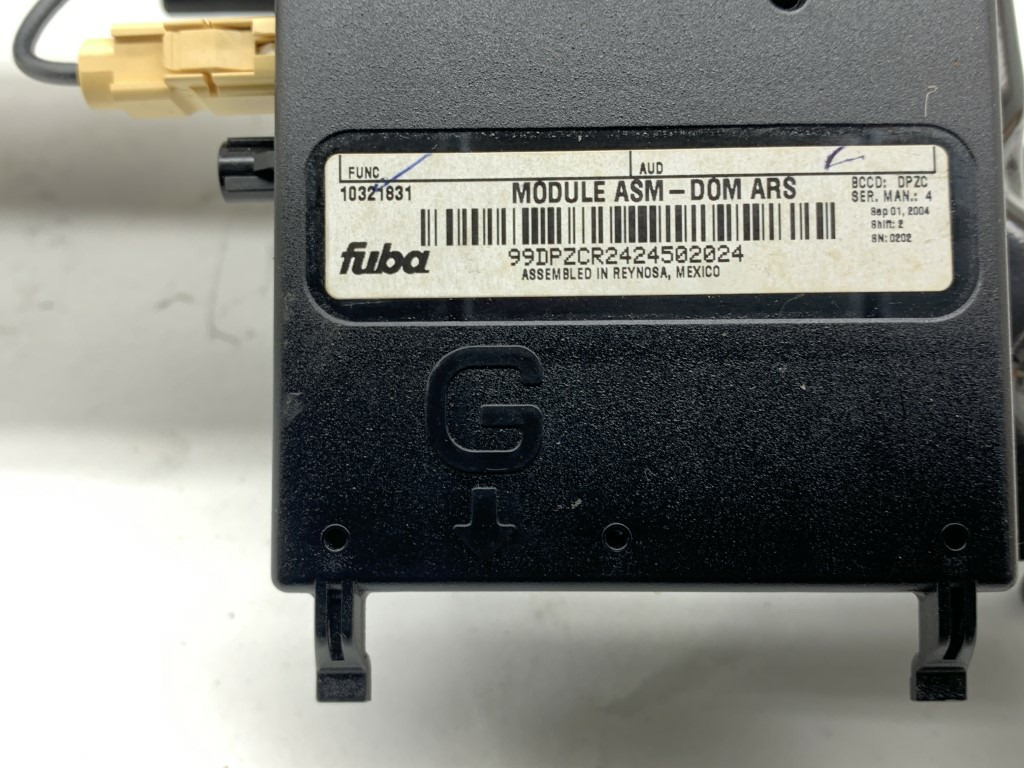 FUNC AUD
10321831 MODULE ASM-DOM ARS BCCD: DPZC
SER. MAN.: 4
Sep 01, 2004
Shift: 2
SN: 0202
fuba 99DPZCR2424502024
ASSEMBLED IN REYNOSA, MEXICO
G